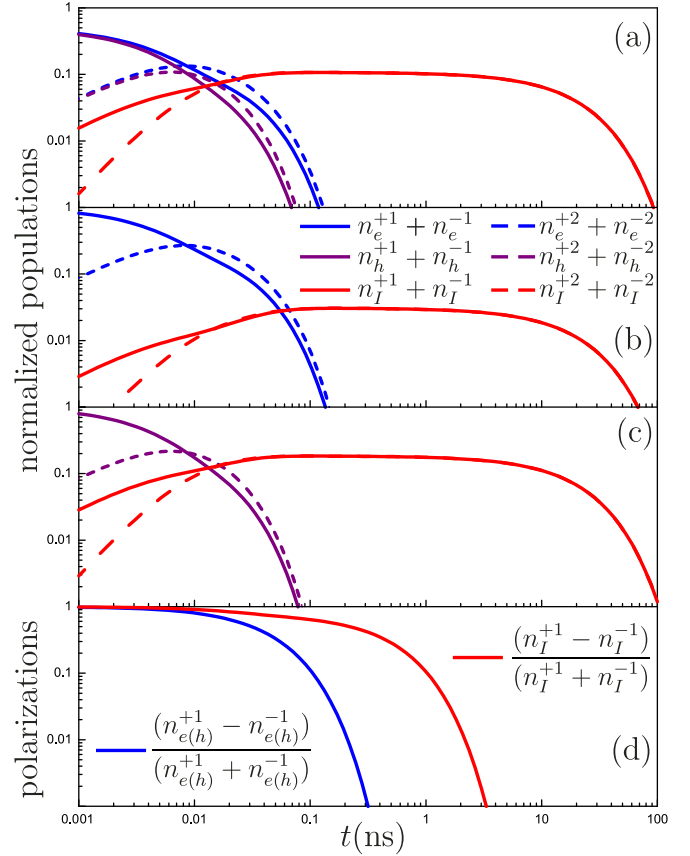 1
(a)
0.1
0.01
1
n_e^{+1} + n_e^{-1} n_e^{+2} + n_e^{-2}
n_h^{+1} + n_h^{-1} n_h^{+2} + n_h^{-2}
0.1
n_I^{+1} + n_I^{-1} n_I^{+2} + n_I^{-2}
0.01
(b)
1
(c)
0.1
0.01
1
(n_I^{+1} − n_I^{-1})
(n_I^{+1} + n_I^{-1})
0.1
(n_{e(h)}^{+1} − n_{e(h)}^{-1})
(n_{e(h)}^{+1} + n_{e(h)}^{-1})
0.01
(d)
0.001 0.01 0.1 1 10 100
t(ns)
normalized populations
polarizations